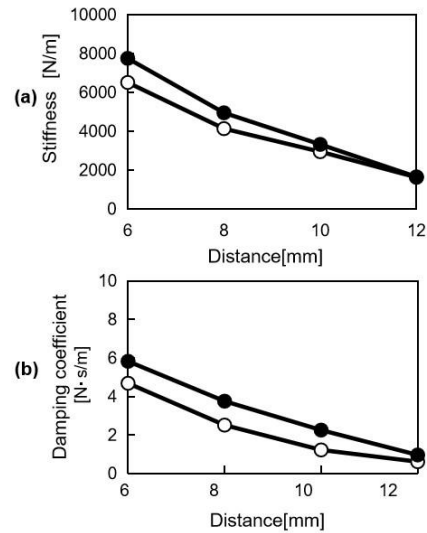 10000
8000
6000
4000
2000
0
(a)
Stiffness [N/m]
6 8 10 12
Distance[mm]
10
8
6
4
2
0
(b)
Damping coefficient
[N・s/m]
6 8 10 12
Distance[mm]